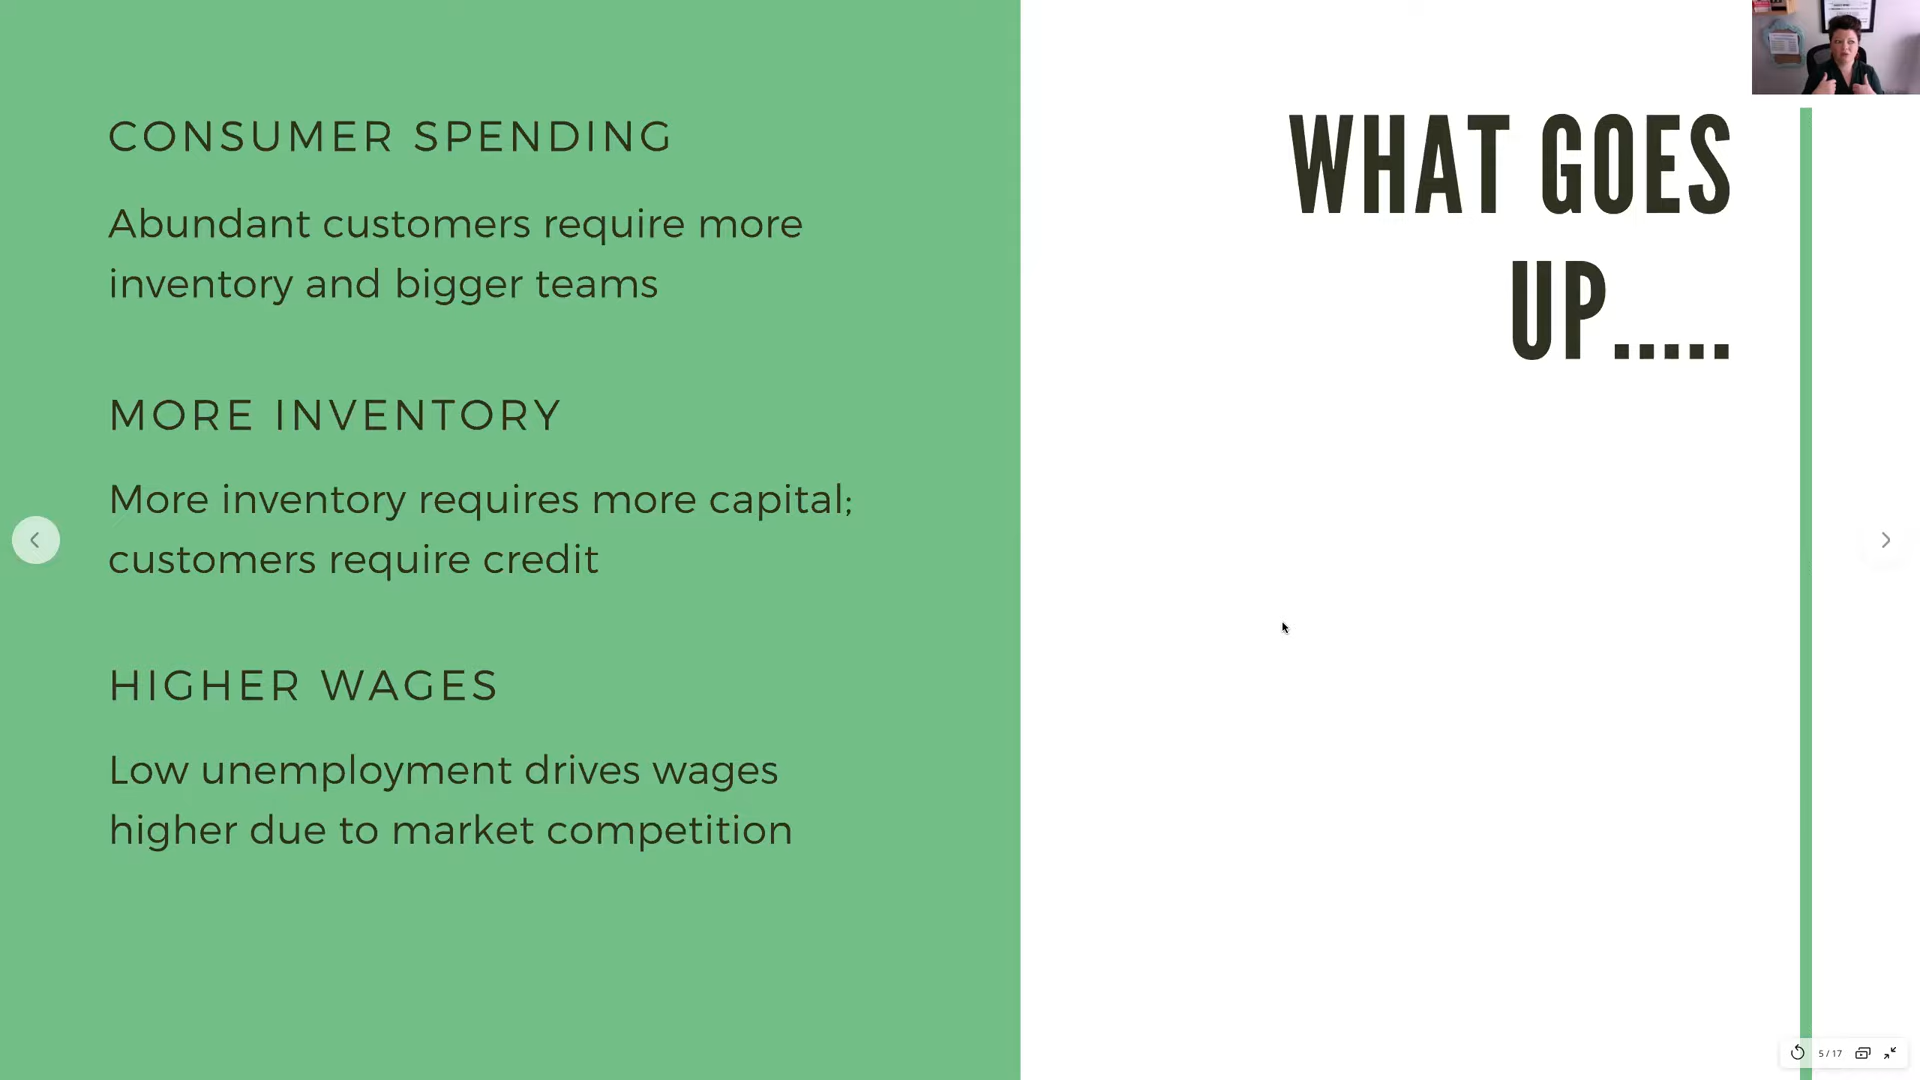 CONSUMER SPENDING
Abundant customers require more
inventory and bigger teams
MORE INVENTORY
More inventory requires more capital;
customers require credit
HIGHER WAGES
Low unemployment drives wages
higher due to market competition
WHAT GOES
UP.....
5 / 17